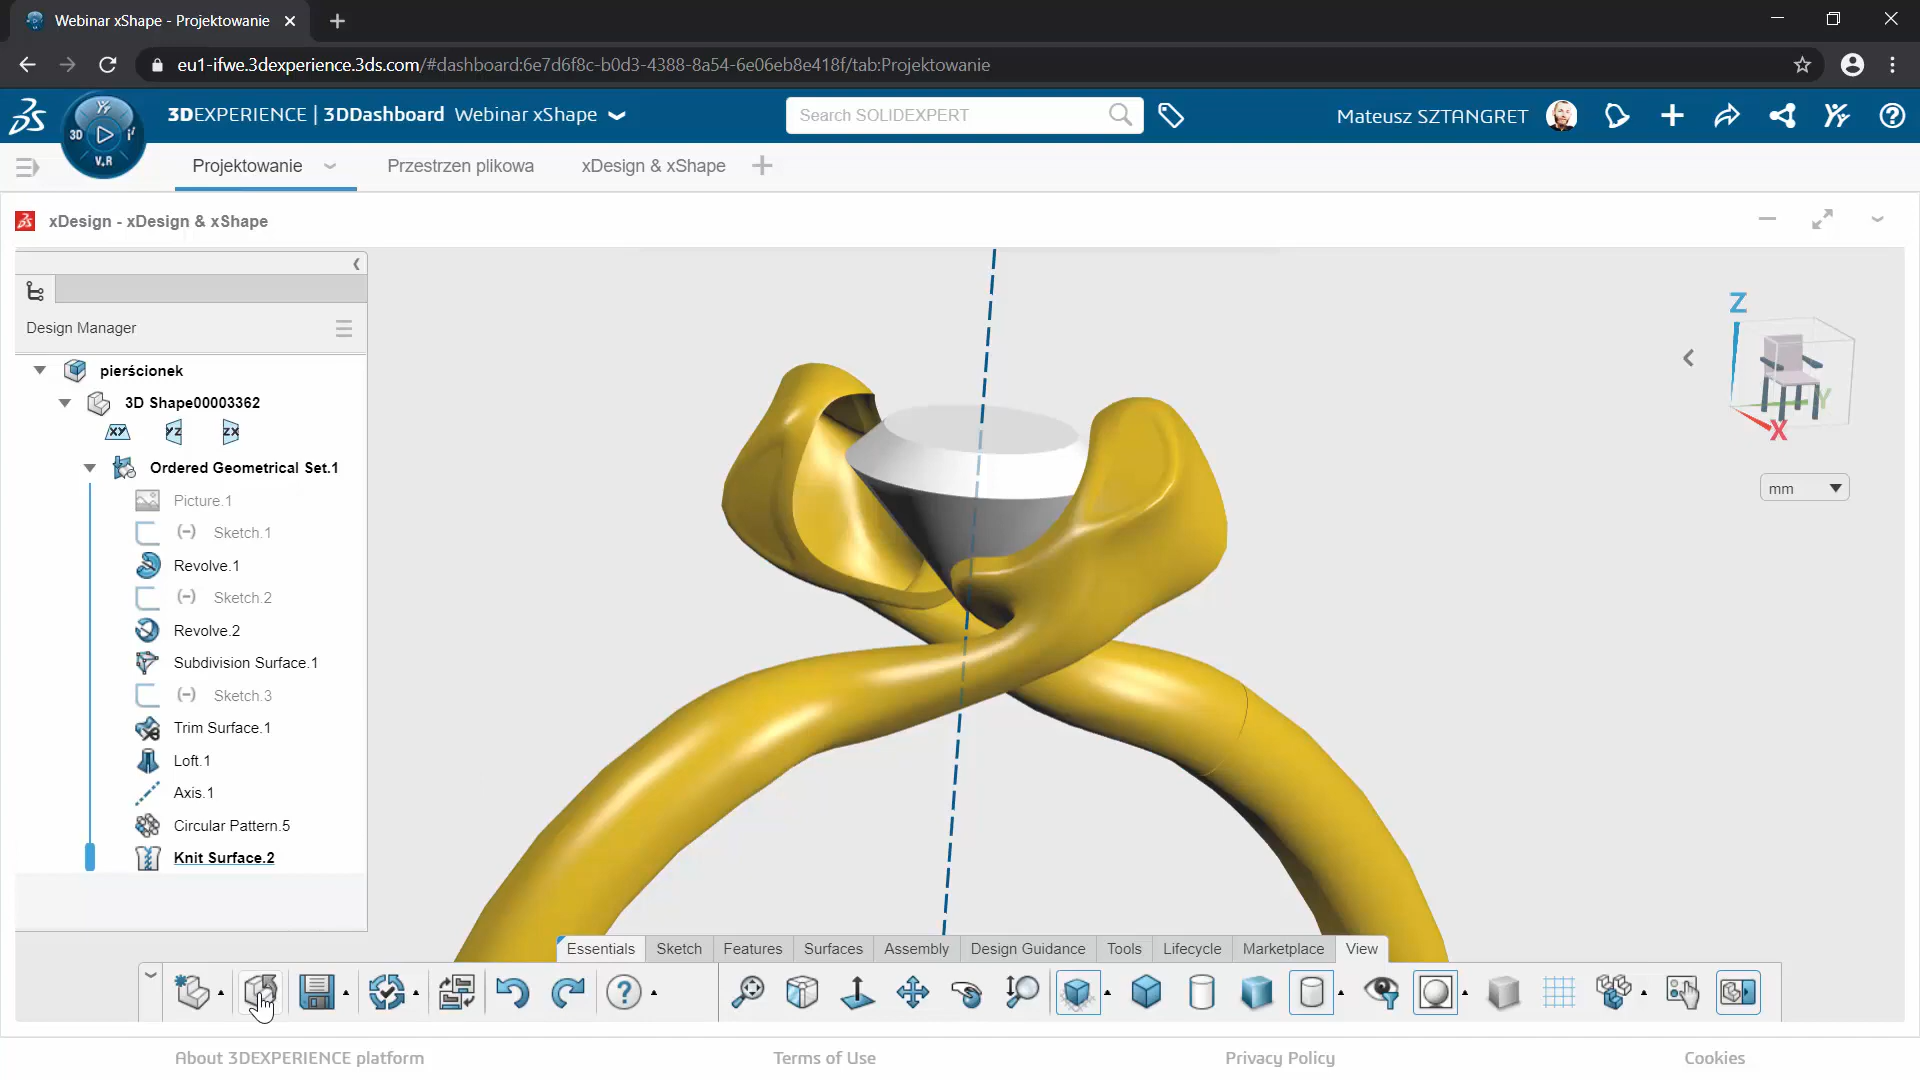 Webinar xShape - Projektowanie
eu1-ifwe.3dexperience.3ds.com/#dashboard:6e7d6f8c-b0d3-4388-8a54-6e06eb8e418f/tab:Projektowanie
3DEXPERIENCE | 3DDashboard Webinar xShape
Search SOLIDEXPERT
Mateusz SZTANGRET
3D
V.R
Projektowanie
Przestrzen plikowa
xDesign & xShape
xDesign - xDesign & xShape
Design Manager
pierścionek
3D Shape00003362
XY
YZ
ZX
Ordered Geometrical Set.1
Picture.1
(-) Sketch.1
Revolve.1
(-) Sketch.2
Revolve.2
Subdivision Surface.1
(-) Sketch.3
Trim Surface.1
Loft.1
Axis.1
Circular Pattern.5
Knit Surface.2
Z
Y
X
mm
Essentials
Sketch
Features
Surfaces
Assembly
Design Guidance
Tools
Lifecycle
Marketplace
View
About 3DEXPERIENCE platform
Terms of Use
Privacy Policy
Cookies